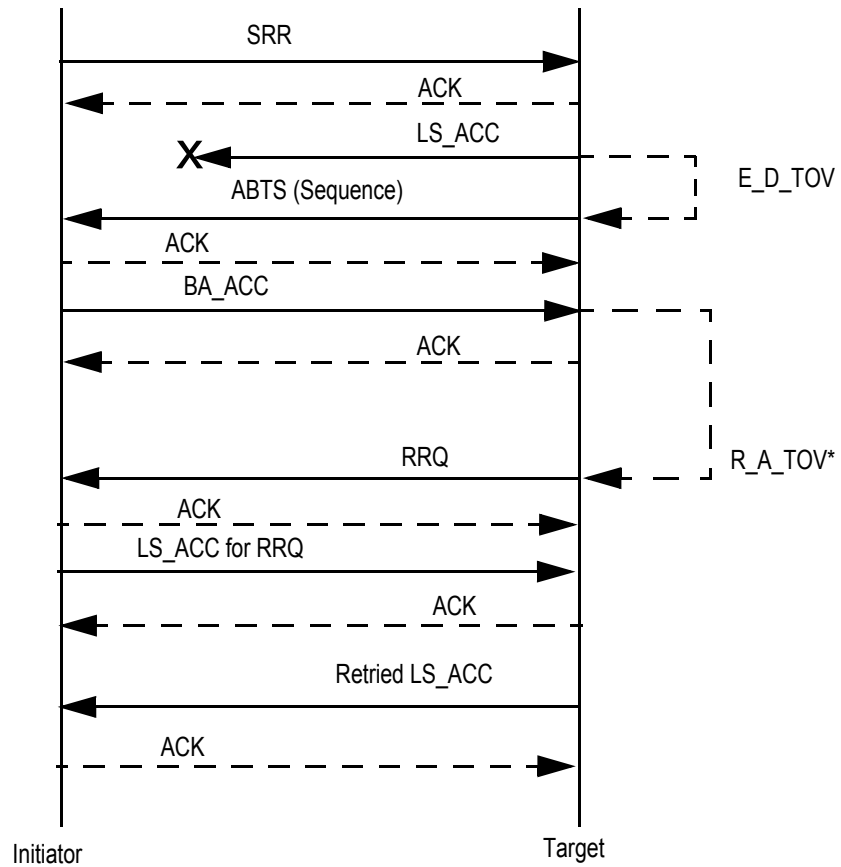 SRR
ACK
LS_ACC
X
E_D_TOV
ABTS (Sequence)
ACK
BA_ACC
ACK
RRQ
R_A_TOV*
ACK
LS_ACC for RRQ
ACK
Retried LS_ACC
ACK
Initiator
Target